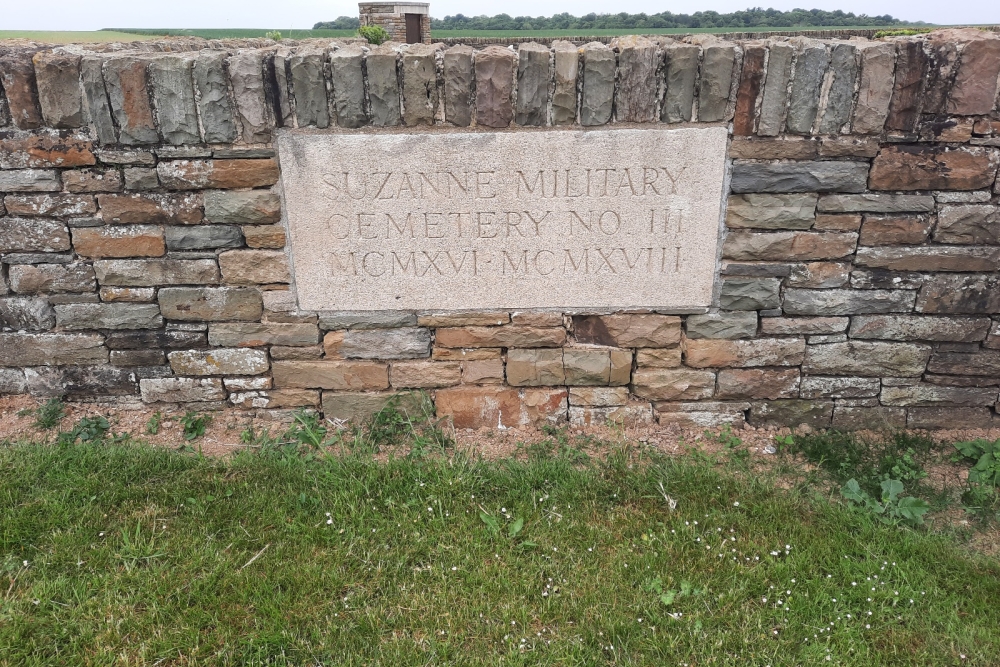 SUZANNE MILITARY
CEMETERY NO. III
MCMXVI · MCMXVIII